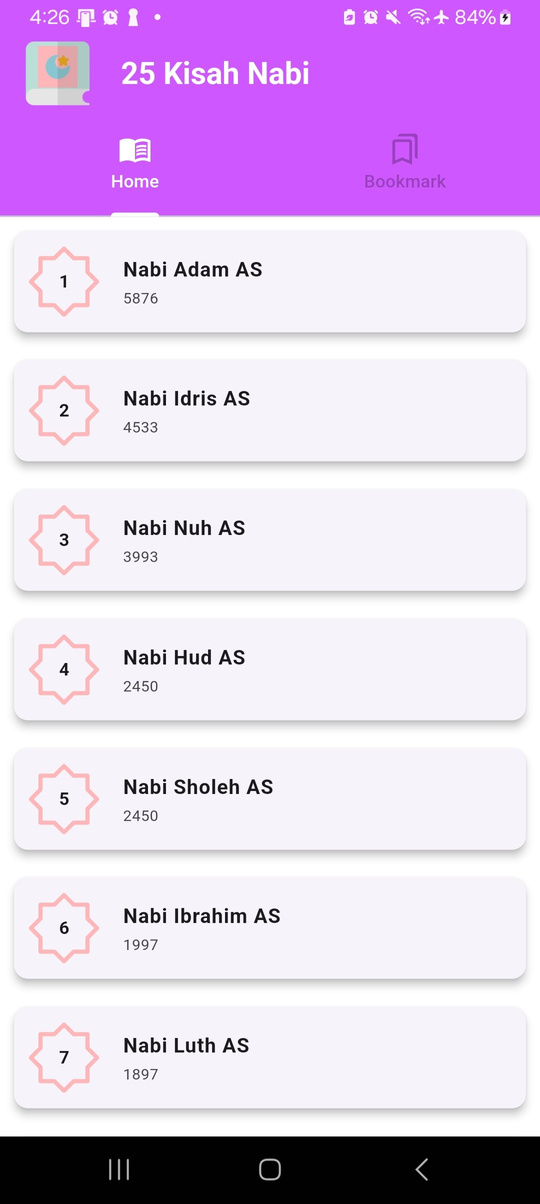 4:26
84%
25 Kisah Nabi
Home
Bookmark
1
Nabi Adam AS
5876
2
Nabi Idris AS
4533
3
Nabi Nuh AS
3993
4
Nabi Hud AS
2450
5
Nabi Sholeh AS
2450
6
Nabi Ibrahim AS
1997
7
Nabi Luth AS
1897